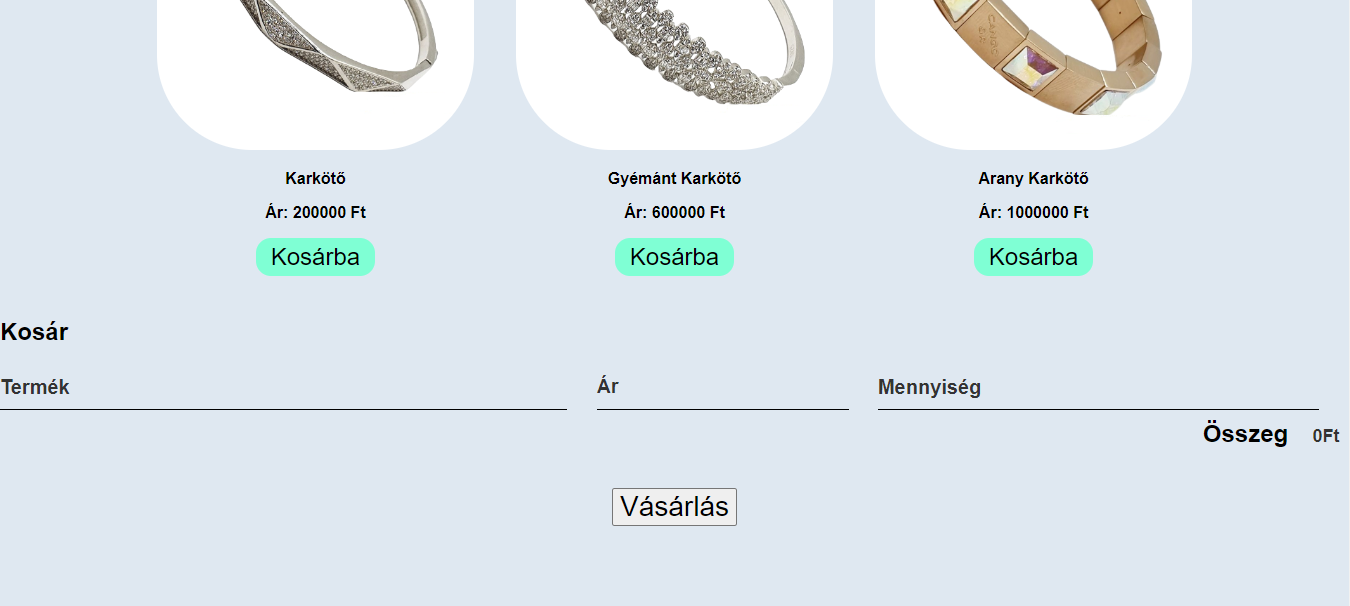 Karkötő Gyémánt Karkötő Arany Karkötő
Ár: 200000 Ft Ár: 600000 Ft Ár: 1000000 Ft
Kosárba Kosárba Kosárba
Kosár
Termék Ár Mennyiség
Összeg 0Ft
Vásárlás